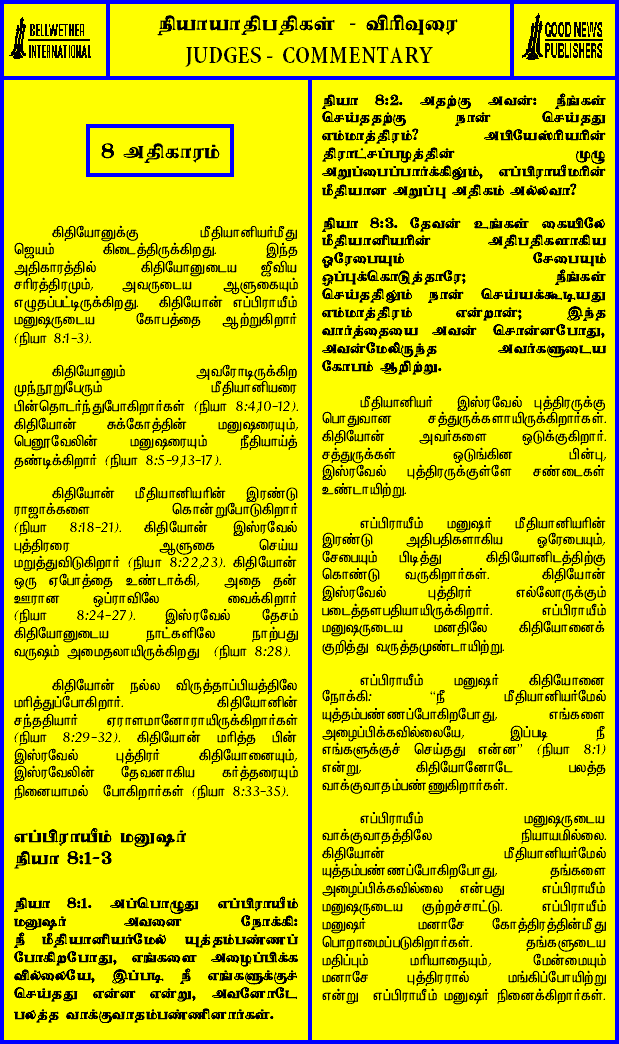 BELLWETHER
INTERNATIONAL
நியாயாதிபதிகள் - விரிவுரை
JUDGES - COMMENTARY
GOOD NEWS
PUBLISHERS
8 அதிகாரம்
கிதியோனுக்கு மீதியானியர்மீது
ஜெயம் கிடைத்திருக்கிறது. இந்த
அதிகாரத்தில் கிதியோனுடைய ஜீவிய
சரித்திரமும், அவருடைய ஆளுகையும்
எழுதப்பட்டிருக்கிறது. கிதியோன் எப்பிராயீம்
மனுஷருடைய கோபத்தை ஆற்றுகிறார்
(நியா 8:1-3).
கிதியோனும் அவரோடிருக்கிற
முந்நூறுபேரும் மீதியானியரை
பின்தொடர்ந்துபோகிறார்கள் (நியா 8:4,10-12).
கிதியோன் சுக்கோத்தின் மனுஷரையும்,
பெனூவேலின் மனுஷரையும் நீதியாய்த்
தண்டிக்கிறார் (நியா 8:5-9,13-17).
கிதியோன் மீதியானியரின் இரண்டு
ராஜாக்களை கொன்றுபோடுகிறார்
(நியா 8:18-21). கிதியோன் இஸ்ரவேல்
புத்திரரை ஆளுகை செய்ய
மறுத்துவிடுகிறார் (நியா 8:22,23). கிதியோன்
ஒரு ஏபோத்தை உண்டாக்கி, அதை தன்
ஊரான ஒப்ராவிலே வைக்கிறார்
(நியா 8:24-27). இஸ்ரவேல் தேசம்
கிதியோனுடைய நாட்களிலே நாற்பது
வருஷம் அமைதலாயிருக்கிறது (நியா 8:28).
கிதியோன் நல்ல விருத்தாப்பியத்திலே
மரித்துப்போகிறார். கிதியோனின்
சந்ததியார் ஏராளமானோராயிருக்கிறார்கள்
(நியா 8:29-32). கிதியோன் மரித்த பின்
இஸ்ரவேல் புத்திரர் கிதியோனையும்,
இஸ்ரவேலின் தேவனாகிய கர்த்தரையும்
நினையாமல் போகிறார்கள் (நியா 8:33-35).
எப்பிராயீம் மனுஷர்
நியா 8:1-3
நியா 8:1. அப்பொழுது எப்பிராயீம்
மனுஷர் அவனை நோக்கி:
நீ மீதியானியர்மேல் யுத்தம்பண்ணப்
போகிறபோது, எங்களை அழைப்பிக்க
வில்லையே, இப்படி நீ எங்களுக்குச்
செய்தது என்ன என்று, அவனோடே
பலத்த வாக்குவாதம்பண்ணினார்கள்.
நியா 8:2. அதற்கு அவன்: நீங்கள்
செய்ததற்கு நான் செய்தது
எம்மாத்திரம்? அபியேஸ்ரியரின்
திராட்சப்பழத்தின் முழு
அறுப்பைப்பார்க்கிலும், எப்பிராயீமரின்
மீதியான அறுப்பு அதிகம் அல்லவா?
நியா 8:3. தேவன் உங்கள் கையிலே
மீதியானியரின் அதிபதிகளாகிய
ஓரேபையும் சேபையும்
ஒப்புக்கொடுத்தாரே; நீங்கள்
செய்ததிலும் நான் செய்யக்கூடியது
எம்மாத்திரம் என்றான்; இந்த
வார்த்தையை அவன் சொன்னபோது,
அவன்மேலிருந்த அவர்களுடைய
கோபம் ஆறிற்று.
மீதியானியர் இஸ்ரவேல் புத்திரருக்கு
பொதுவான சத்துருக்களாயிருக்கிறார்கள்.
கிதியோன் அவர்களை ஒடுக்குகிறார்.
சத்துருக்கள் ஒடுங்கின பின்பு,
இஸ்ரவேல் புத்திரருக்குள்ளே சண்டைகள்
உண்டாயிற்று.
எப்பிராயீம் மனுஷர் மீதியானியரின்
இரண்டு அதிபதிகளாகிய ஓரேபையும்,
சேபையும் பிடித்து கிதியோனிடத்திற்கு
கொண்டு வருகிறார்கள். கிதியோன்
இஸ்ரவேல் புத்திரர் எல்லோருக்கும்
படைத்தளபதியாயிருக்கிறார். எப்பிராயீம்
மனுஷருடைய மனதிலே கிதியோனைக்
குறித்து வருத்தமுண்டாயிற்று.
எப்பிராயீம் மனுஷர் கிதியோனை
நோக்கி: "நீ மீதியானியர்மேல்
யுத்தம்பண்ணப்போகிறபோது, எங்களை
அழைப்பிக்கவில்லையே, இப்படி நீ
எங்களுக்குச் செய்தது என்ன" (நியா 8:1)
என்று, கிதியோனோடே பலத்த
வாக்குவாதம்பண்ணுகிறார்கள்.
எப்பிராயீம் மனுஷருடைய
வாக்குவாதத்திலே நியாயமில்லை.
கிதியோன் மீதியானியர்மேல்
யுத்தம்பண்ணப்போகிறபோது, தங்களை
அழைப்பிக்கவில்லை என்பது எப்பிராயீம்
மனுஷருடைய குற்றச்சாட்டு. எப்பிராயீம்
மனுஷர் மனாசே கோத்திரத்தின்மீது
பொறாமைப்படுகிறார்கள். தங்களுடைய
மதிப்பும் மரியாதையும், மேன்மையும்
மனாசே புத்திரரால் மங்கிப்போயிற்று
என்று எப்பிராயீம் மனுஷர் நினைக்கிறார்கள்.